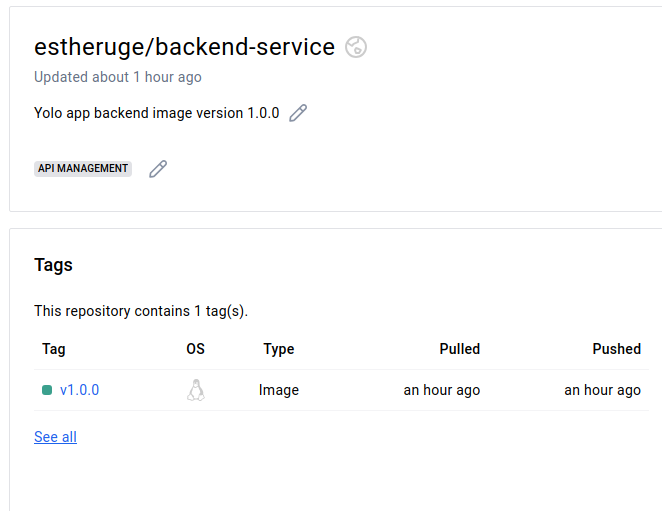 estheruge/backend-service
Updated about 1 hour ago
Yolo app backend image version 1.0.0
API MANAGEMENT
Tags
This repository contains 1 tag(s).
Tag OS Type Pulled Pushed
v1.0.0 Image an hour ago an hour ago
See all